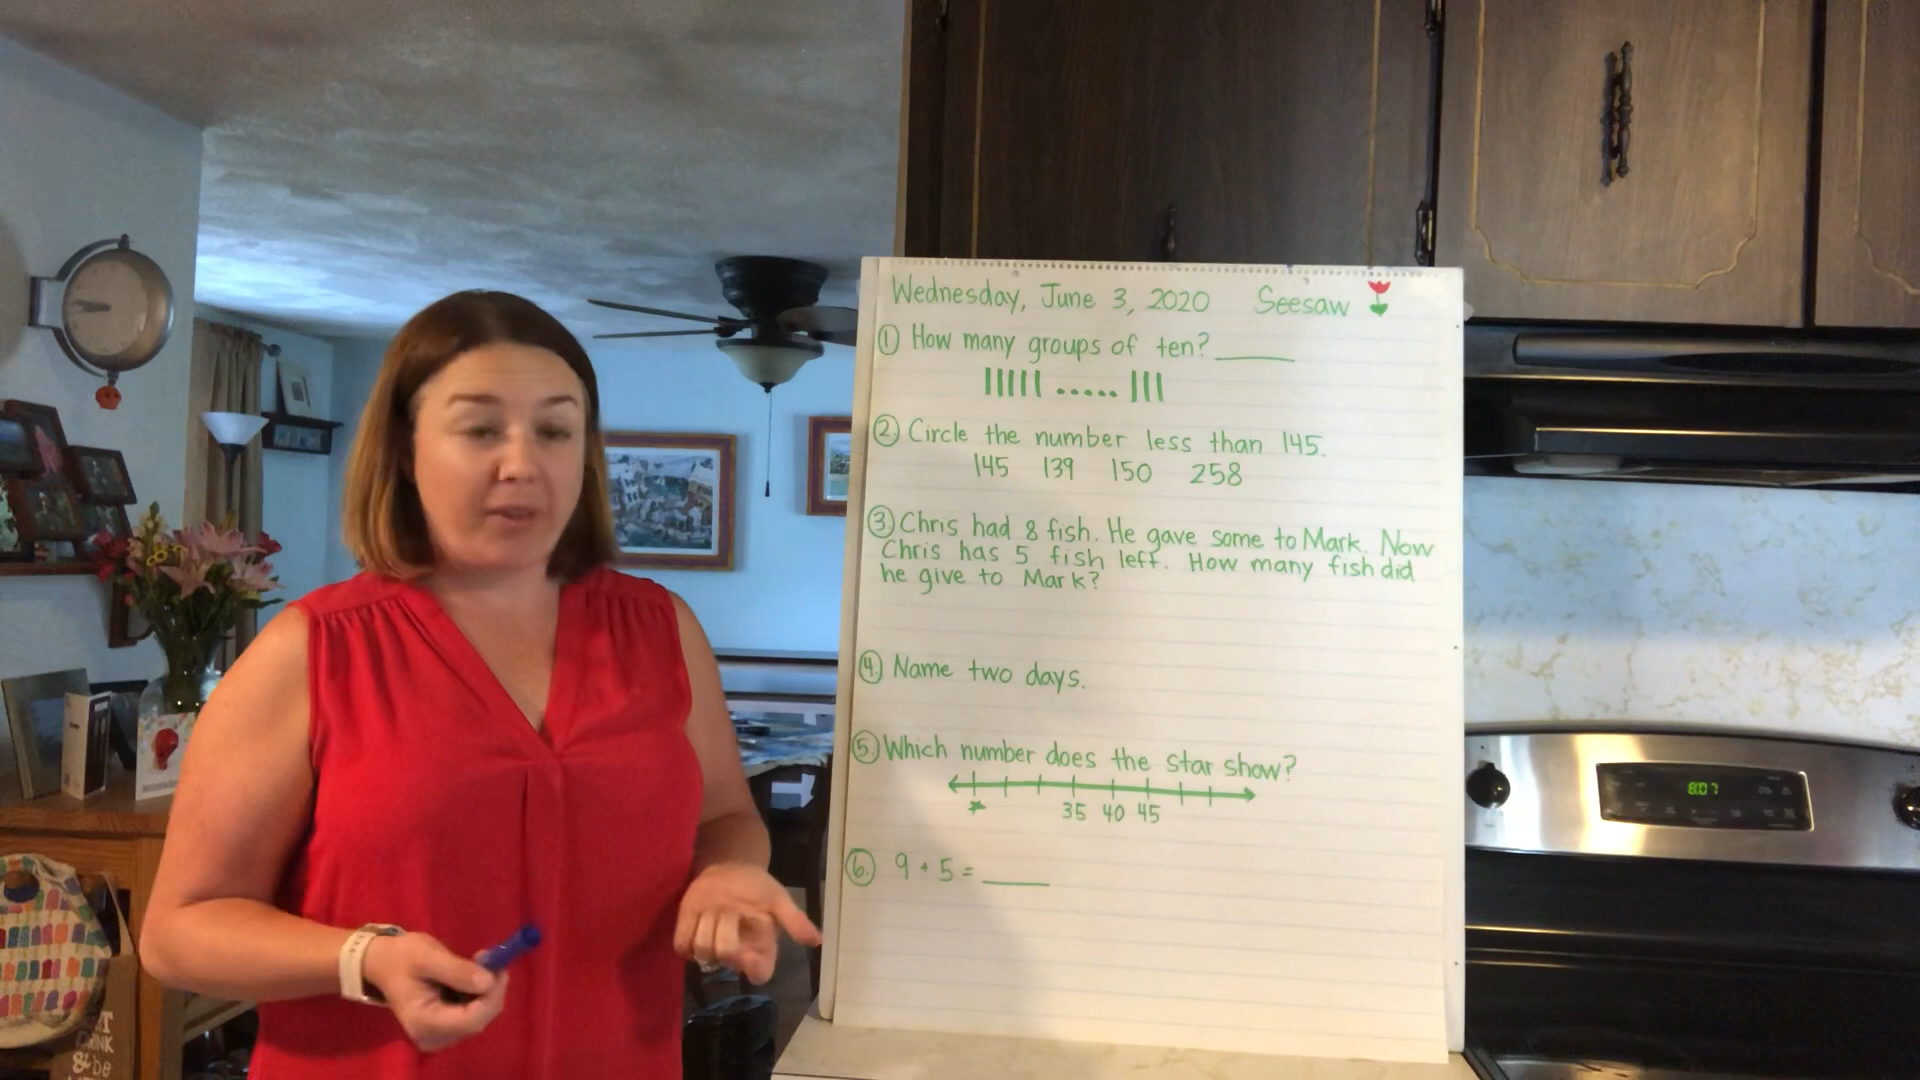 Wednesday, June 3, 2020 Seesaw
1 How many groups of ten? ______
2 Circle the number less than 145.
145 139 150 258
3. Chris had 8 fish. He gave some to Mark. Now
Chris has 5 fish left. How many fish did
he give to Mark?
4. Name two days.
5. Which number does the star show?
35 40 45
6. 9 + 5 = _____
8:07